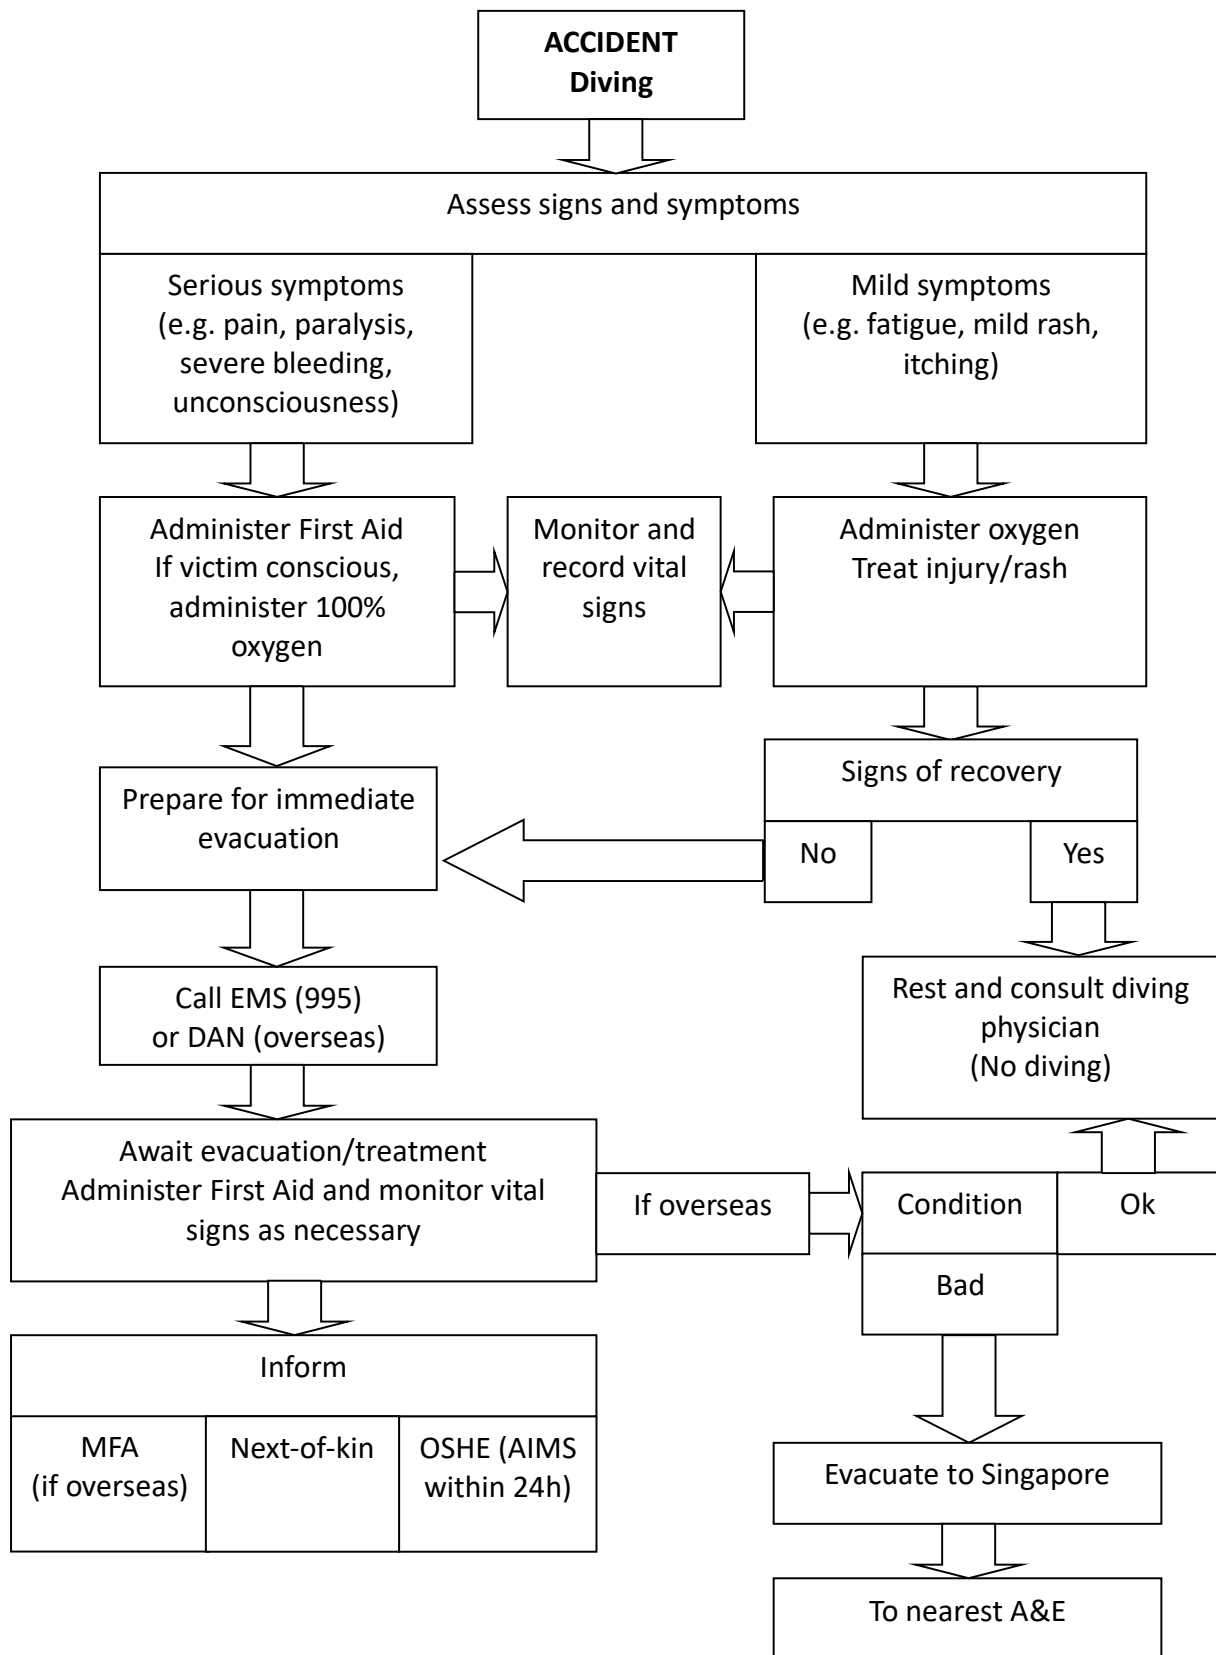 ACCIDENT
Diving
Assess signs and symptoms
Serious symptoms
(e.g. pain, paralysis,
severe bleeding,
unconsciousness)
Mild symptoms
(e.g. fatigue, mild rash,
itching)
Administer First Aid
If victim conscious,
administer 100%
oxygen
Monitor and
record vital
signs
Administer oxygen
Treat injury/rash
Signs of recovery
No
Yes
Prepare for immediate
evacuation
Call EMS (995)
or DAN (overseas)
Rest and consult diving
physician
(No diving)
Await evacuation/treatment
Administer First Aid and monitor vital
signs as necessary
If overseas
Condition
Ok
Bad
Inform
MFA
(if overseas)
Next-of-kin
OSHE (AIMS
within 24h)
Evacuate to Singapore
To nearest A&E